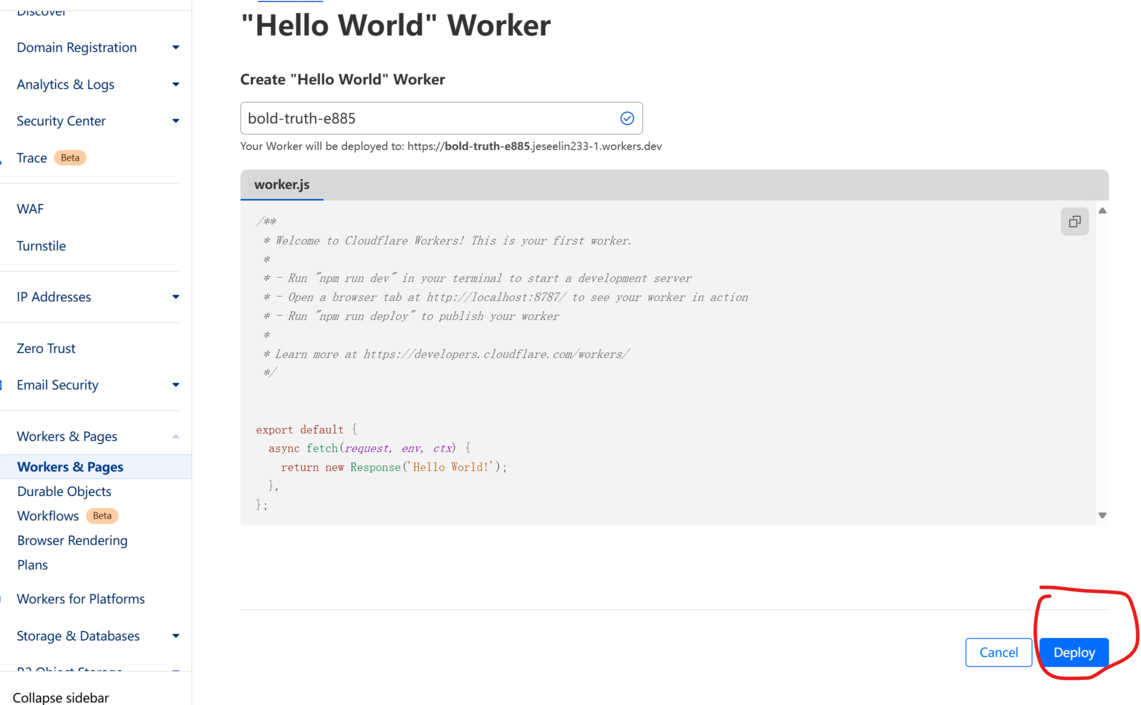 Discover
Domain Registration
Analytics & Logs
Security Center
Trace Beta
WAF
Turnstile
IP Addresses
Zero Trust
Email Security
Workers & Pages
Workers & Pages
Durable Objects
Workflows Beta
Browser Rendering
Plans
Workers for Platforms
Storage & Databases
R2 Object Storage
Collapse sidebar
"Hello World" Worker
Create "Hello World" Worker
bold-truth-e885
Your Worker will be deployed to: https://bold-truth-e885.jeseelin233-1.workers.dev
worker.js
/**
 * Welcome to Cloudflare Workers! This is your first worker.
 *
 * - Run "npm run dev" in your terminal to start a development server
 * - Open a browser tab at http://localhost:8787/ to see your worker in action
 * - Run "npm run deploy" to publish your worker
 *
 * Learn more at https://developers.cloudflare.com/workers/
 */
export default {
  async fetch(request, env, ctx) {
    return new Response('Hello World!');
  },
};
Cancel
Deploy